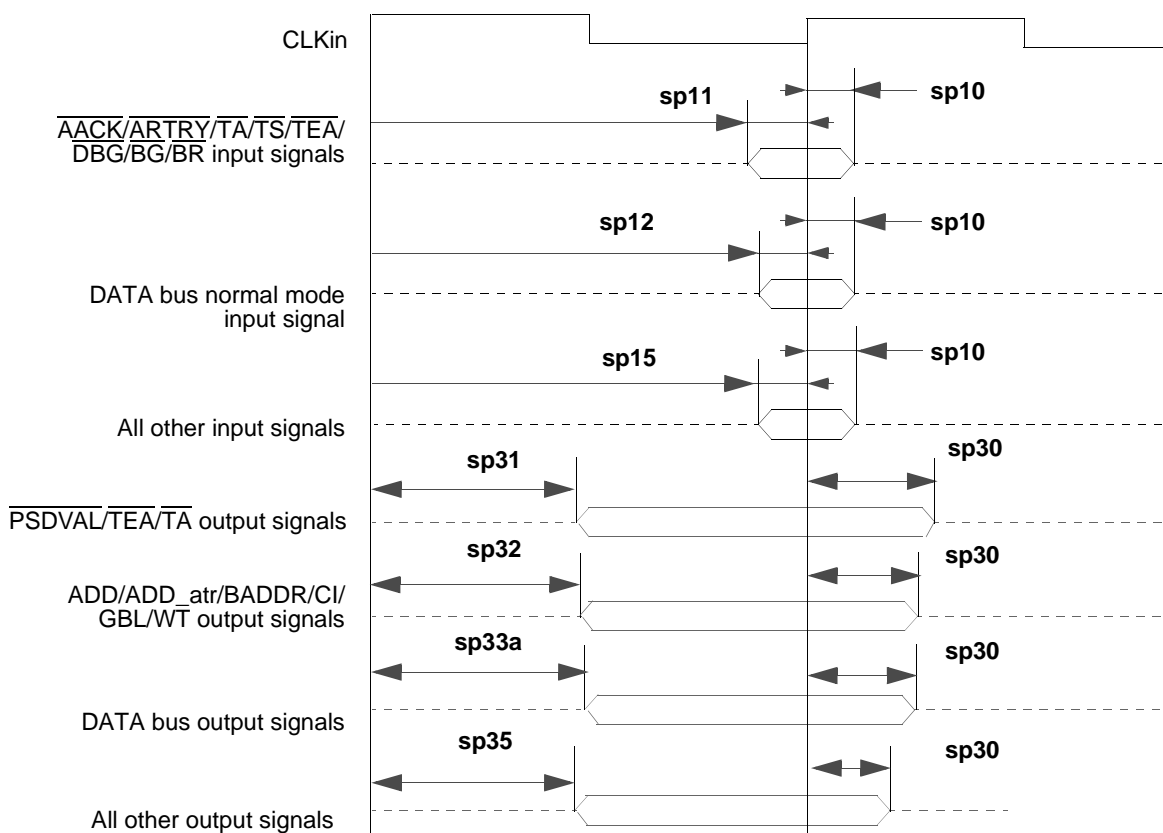 CLKin
sp11
sp10
AACK/ARTRY/TA/TS/TEA/
DBG/BG/BR input signals
sp12
sp10
DATA bus normal mode
input signal
sp15
sp10
All other input signals
sp31
sp30
PSDVAL/TEA/TA output signals
sp32
sp30
ADD/ADD_atr/BADDR/CI/
GBL/WT output signals
sp33a
sp30
DATA bus output signals
sp35
sp30
All other output signals